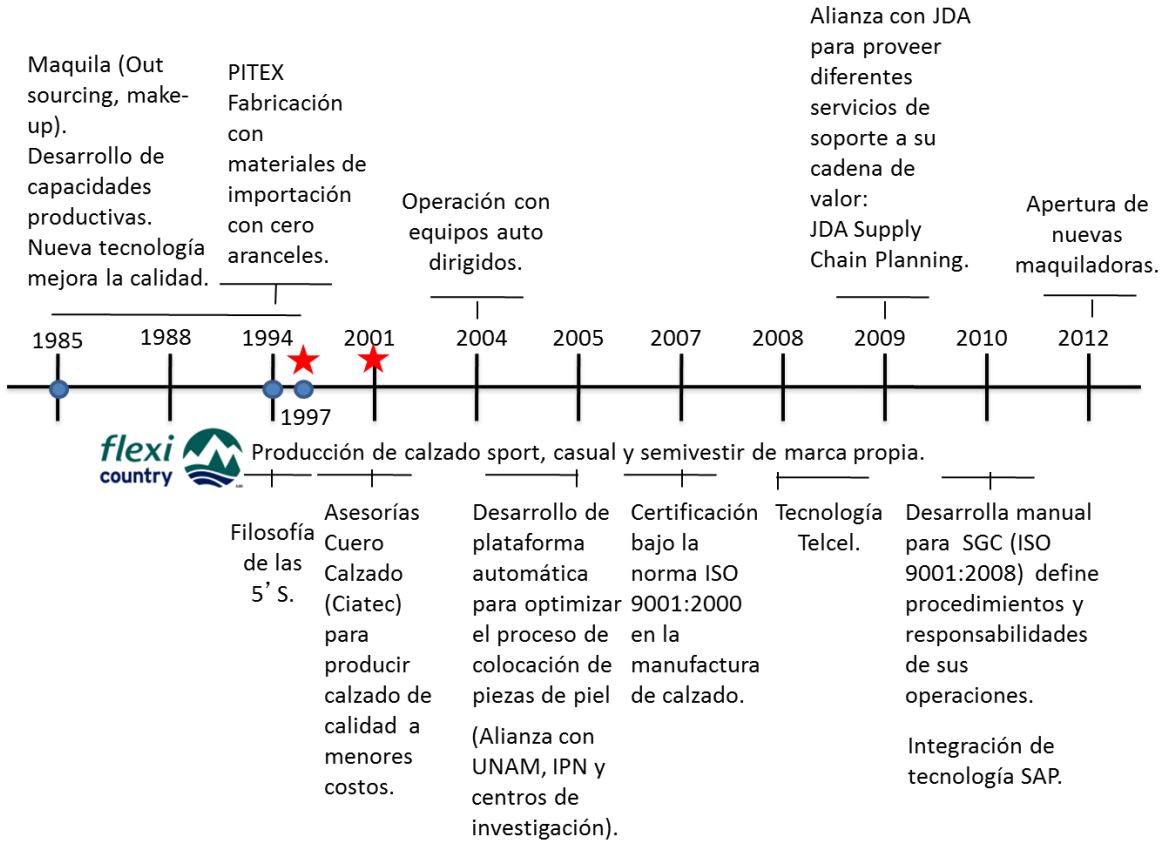 Maquila (Out
sourcing, make-
up).
Desarrollo de
capacidades
productivas.
Nueva tecnología
mejora la calidad.
PITEX
Fabricación
con
materiales de
importación
con cero
aranceles.
Operación con
equipos auto
dirigidos.
Alianza con JDA
para proveer
diferentes
servicios de
soporte a su
cadena de
valor:
JDA Supply
Chain Planning.
Apertura de
nuevas
maquiladoras.
1985
1988
1994
2001
2004
2005
2007
2008
2009
2010
2012
1997
flexi
country
Producción de calzado sport, casual y semivestir de marca propia.
Filosofía
de las
5’ S.
Asesorías
Cuero
Calzado
(Ciatec)
para
producir
calzado de
calidad a
menores
costos.
Desarrollo de
plataforma
automática
para optimizar
el proceso de
colocación de
piezas de piel
(Alianza con
UNAM, IPN y
centros de
investigación).
Certificación
bajo la
norma ISO
9001:2000
en la
manufactura
de calzado.
Tecnología
Telcel.
Desarrolla manual
para SGC (ISO
9001:2008) define
procedimientos y
responsabilidades
de sus
operaciones.
Integración de
tecnología SAP.